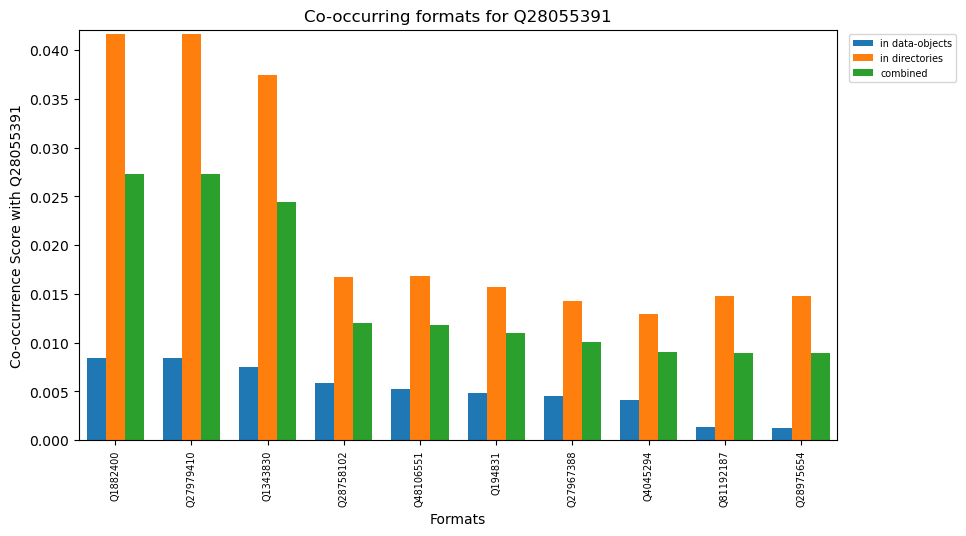 Co-occurring formats for Q28055391
Co-occurrence Score with Q28055391
0.040
0.035
0.030
0.025
0.020
0.015
0.010
0.005
0.000
in data-objects
in directories
combined
Q1882400
Q27979410
Q1343830
Q28758102
Q48106551
Q194831
Q27967388
Q4045294
Q81192187
Q28975654
Formats